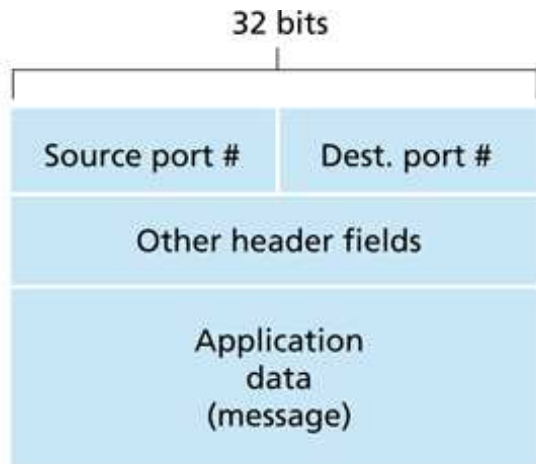 32 bits
Source port #
Dest. port #
Other header fields
Application
data
(message)